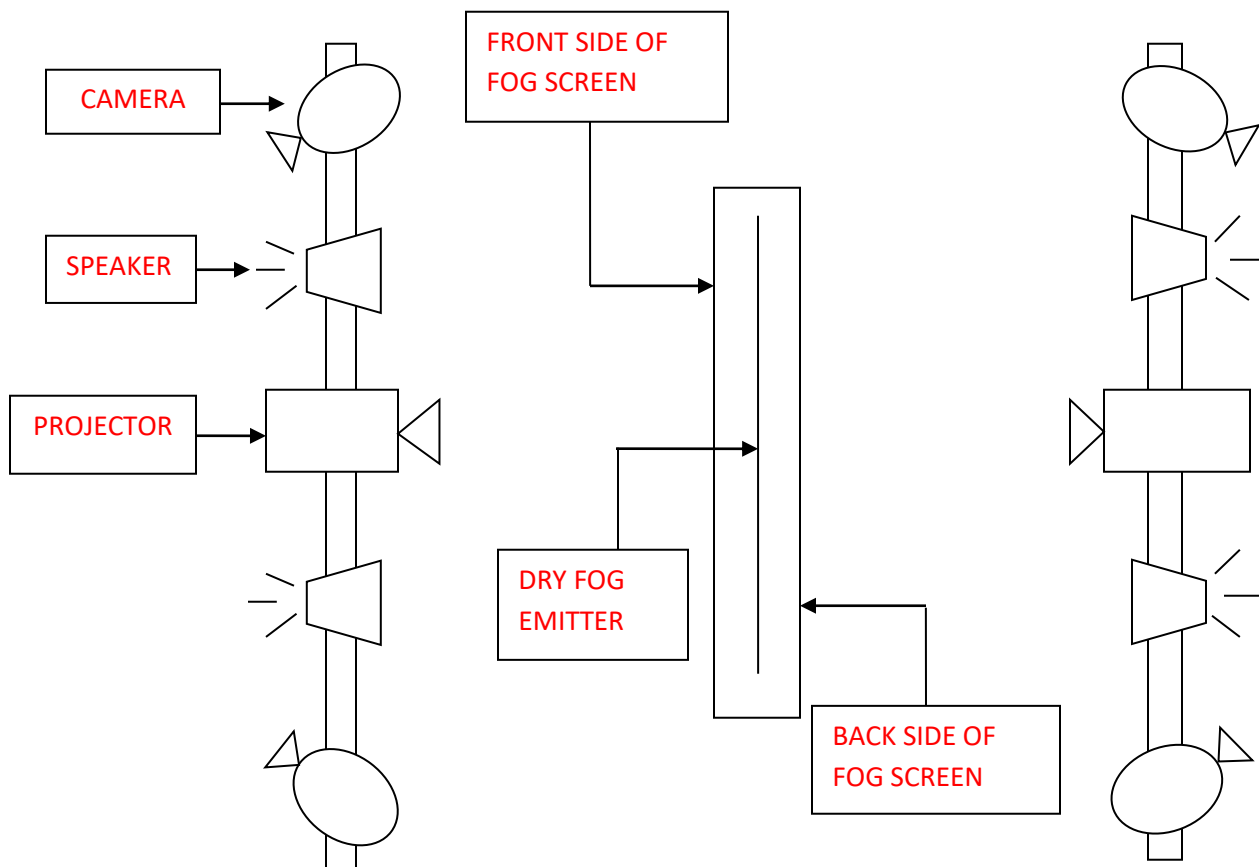 FRONT SIDE OF
FOG SCREEN
CAMERA
SPEAKER
PROJECTOR
DRY FOG
EMITTER
BACK SIDE OF
FOG SCREEN